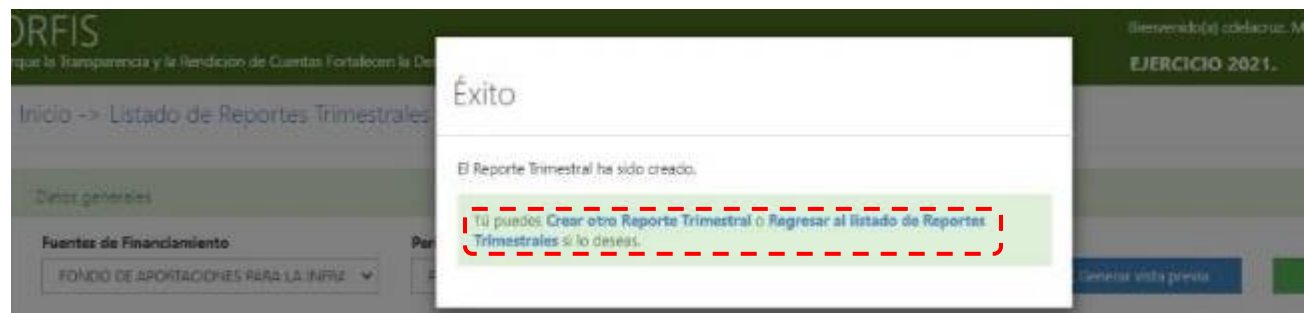 ORFIS
Bienvenido(a) cdelacruz. M
que la Transparencia y la Rendición de Cuentas Fortalecen la De
EJERCICIO 2021.
Éxito
Inicio -> Listado de Reportes Trimestrales
El Reporte Trimestral ha sido creado.
Datos generales
Tú puedes Crear otro Reporte Trimestral o Regresar al listado de Reportes
Trimestrales si lo deseas.
Fuentes de Financiamiento
Per
FONDO DE APORTACIONES PARA LA INFRA
Generar vista previa